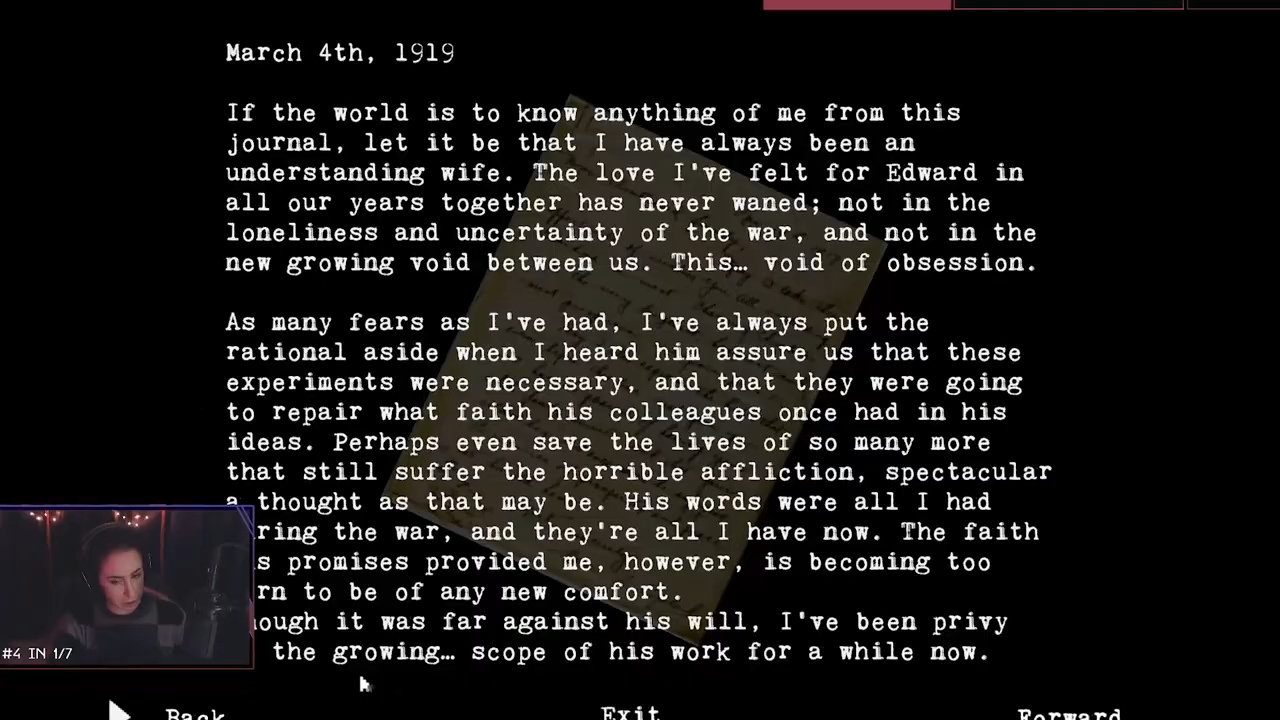 March 4th, 1919
If the world is to know anything of me from this
journal, let it be that I have always been an
understanding wife. The love I've felt for Edward in
all our years together has never waned; not in the
loneliness and uncertainty of the war, and not in the
new growing void between us. This… void of obsession.
As many fears as I've had, I've always put the
rational aside when I heard him assure us that these
experiments were necessary, and that they were going
to repair what faith his colleagues once had in his
ideas. Perhaps even save the lives of so many more
that still suffer the horrible affliction, spectacular
a thought as that may be. His words were all I had
the war, and they're all I have now. The faith
promises provided me, however, is becoming too
to be of any new comfort.
it was far against his will, I've been privy
the growing… scope of his work for a while now.
#4 IN 1/7
Back Exit Forward